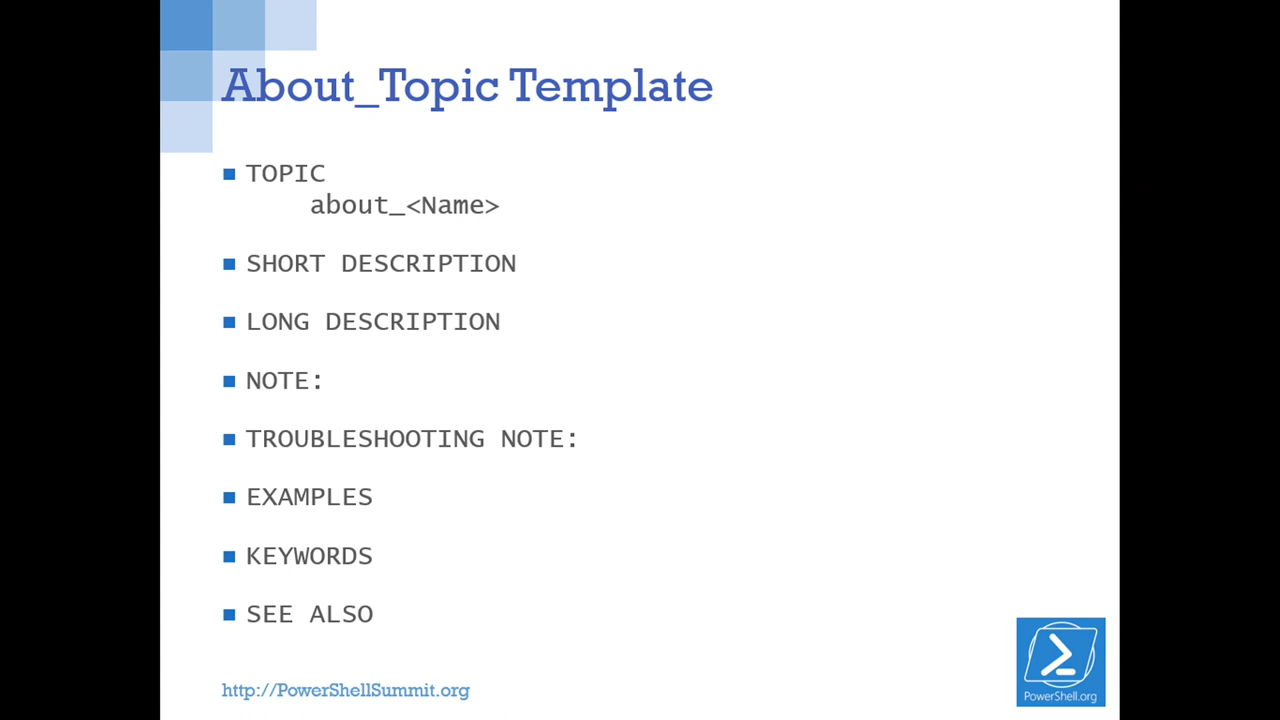 About_Topic Template
TOPIC
about_<Name>
SHORT DESCRIPTION
LONG DESCRIPTION
NOTE:
TROUBLESHOOTING NOTE:
EXAMPLES
KEYWORDS
SEE ALSO
http://PowerShellSummit.org
PowerShell.org